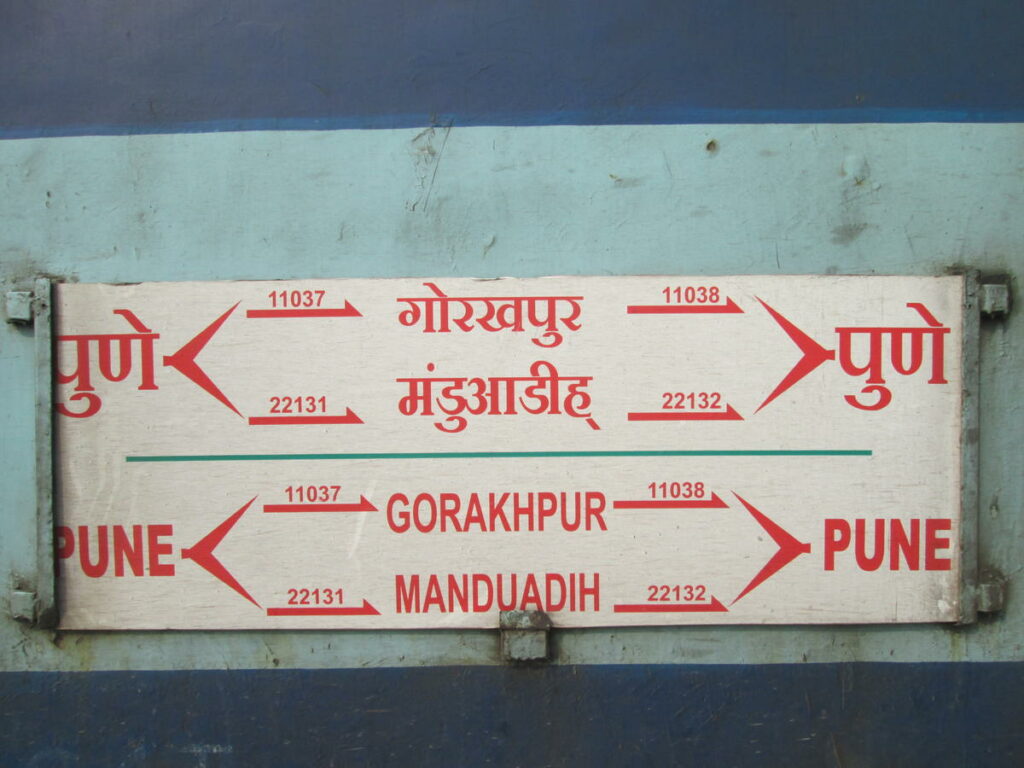 11037 गोरखपुर 11038
पुणे पुणे
22131 मंडुआडीह् 22132
11037 GORAKHPUR 11038
PUNE PUNE
22131 MANDUADIH 22132